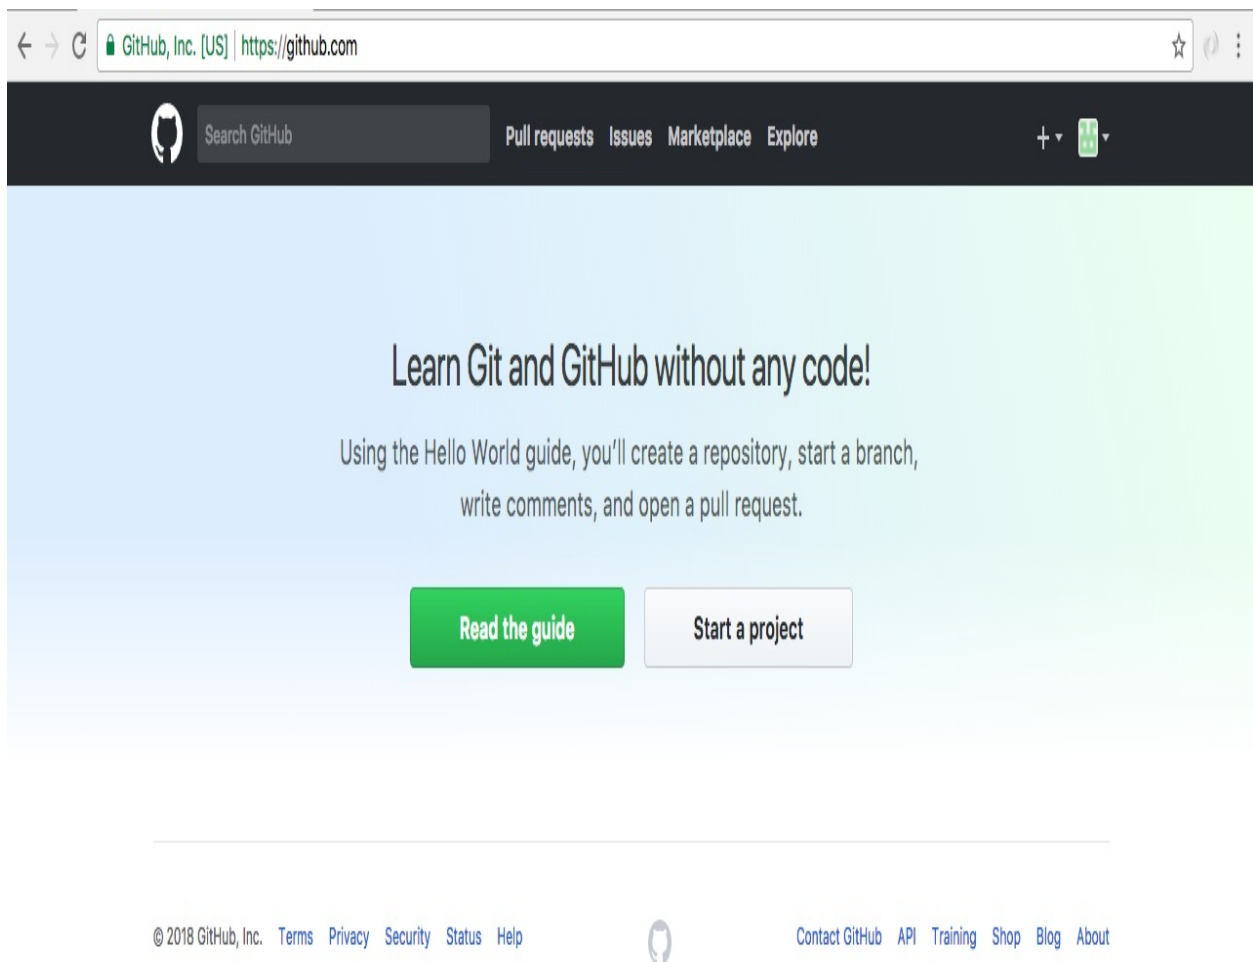 GitHub, Inc. [US] https://github.com
Search GitHub Pull requests Issues Marketplace Explore
Learn Git and GitHub without any code!
Using the Hello World guide, you’ll create a repository, start a branch,
write comments, and open a pull request.
Read the guide Start a project
© 2018 GitHub, Inc. Terms Privacy Security Status Help Contact GitHub API Training Shop Blog About